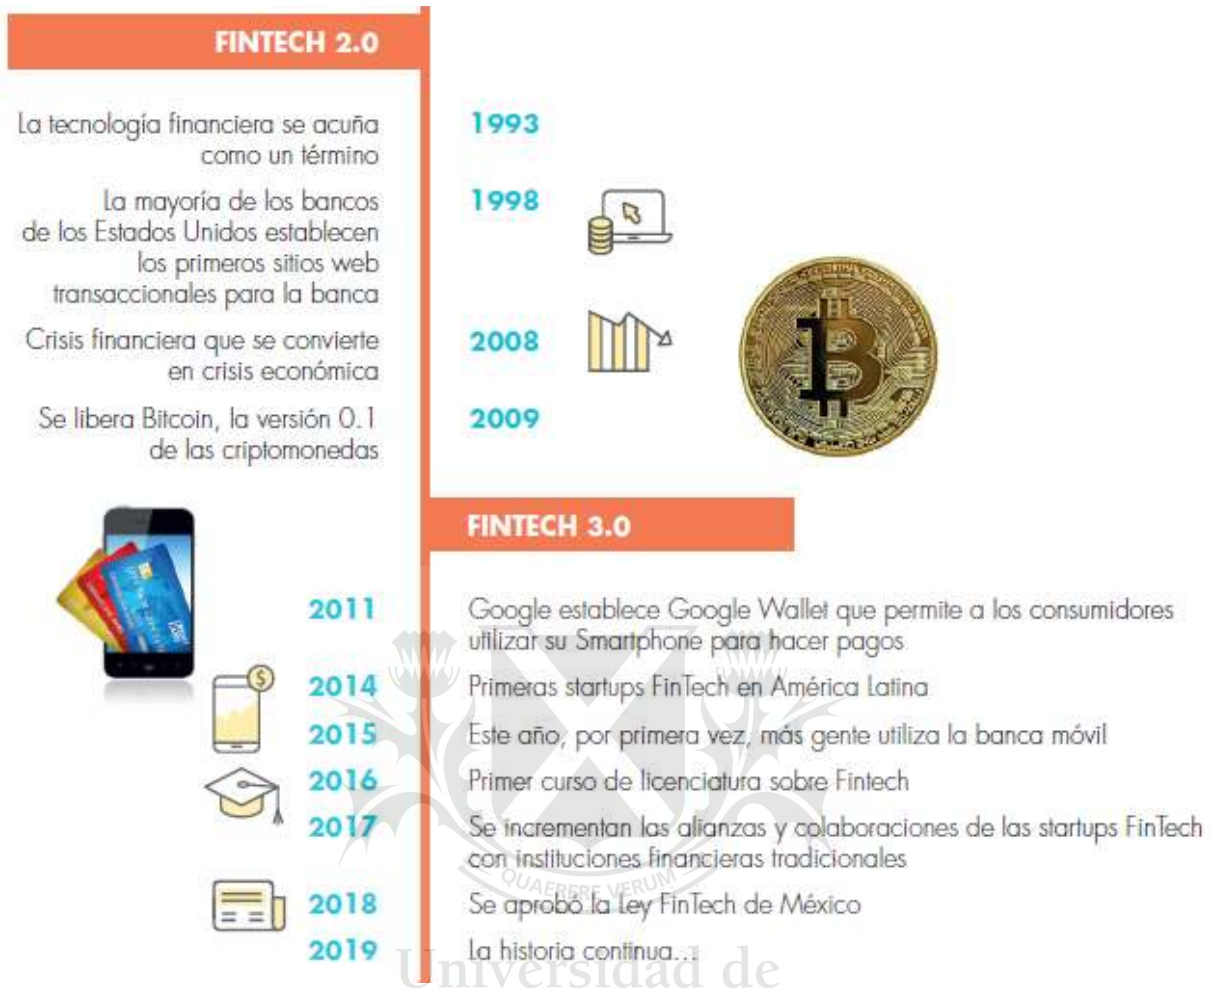 FINTECH 2.0
La tecnología financiera se acuña
como un término
1993
La mayoría de los bancos
de los Estados Unidos establecen
los primeros sitios web
transaccionales para la banca
1998
Crisis financiera que se convierte
en crisis económica
2008
Se libera Bitcoin, la versión 0.1
de las criptomonedas
2009
FINTECH 3.0
2011
Google establece Google Wallet que permite a los consumidores
utilizar su Smartphone para hacer pagos
2014
Primeras startups FinTech en América Latina
2015
Este año, por primera vez, más gente utiliza la banca móvil
2016
Primer curso de licenciatura sobre Fintech
2017
Se incrementan las alianzas y colaboraciones de las startups FinTech
con instituciones financieras tradicionales
2018
Se aprobó la Ley FinTech de México
2019
La historia continua...
QUAERERE VERUM
Universidad de